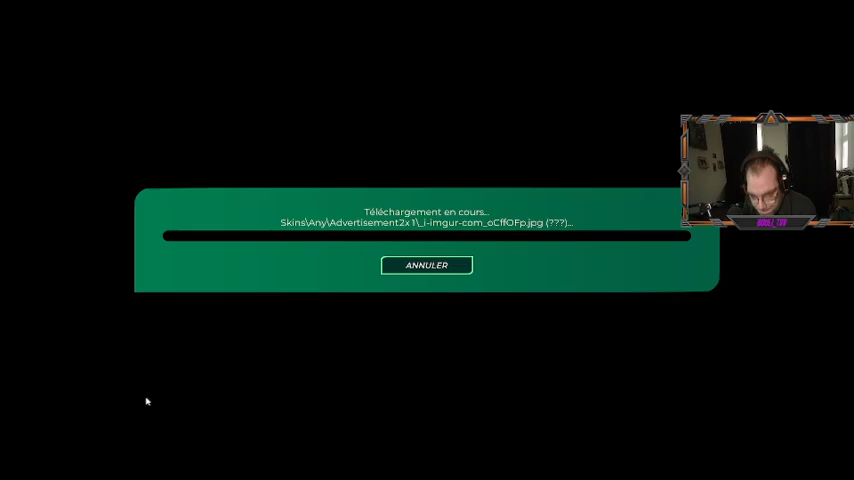 Téléchargement en cours...
Skins\Any\Advertisement2x1\_i-imgur-com_oCffOFp.jpg (???)...
ANNULER